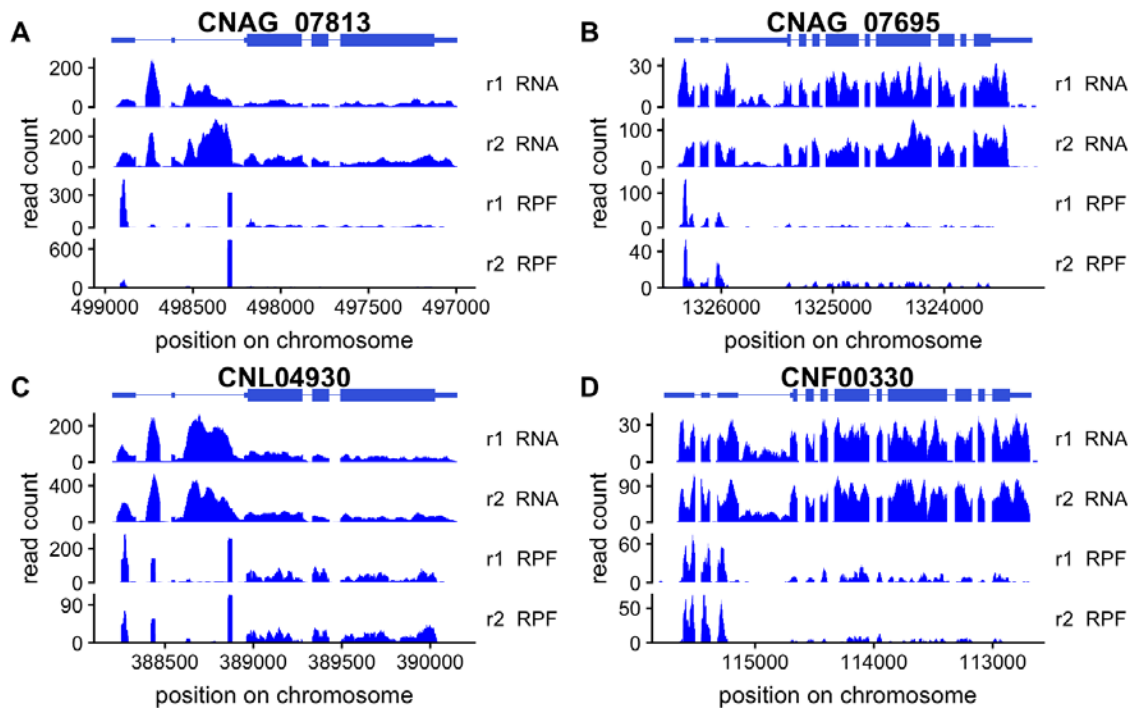 A
CNAG_07813
200
0
r1 RNA
200
0
r2 RNA
300
0
r1 RPF
600
0
r2 RPF
read count
499000 498500 498000 497500 497000
position on chromosome
B
CNAG_07695
30
0
r1 RNA
100
50
0
r2 RNA
100
0
r1 RPF
40
0
r2 RPF
read count
1326000 1325000 1324000
position on chromosome
C
CNL04930
200
0
r1 RNA
400
200
0
r2 RNA
200
0
r1 RPF
90
0
r2 RPF
read count
388500 389000 389500 390000
position on chromosome
D
CNF00330
30
0
r1 RNA
90
0
r2 RNA
60
0
r1 RPF
50
0
r2 RPF
read count
115000 114000 113000
position on chromosome